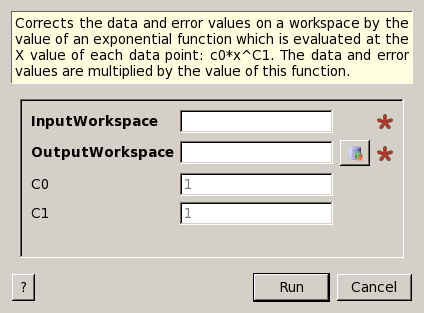 Corrects the data and error values on a workspace by the
value of an exponential function which is evaluated at the
X value of each data point: c0*x^C1. The data and error
values are multiplied by the value of this function.
InputWorkspace
OutputWorkspace
C0 1
C1 1
? Run Cancel